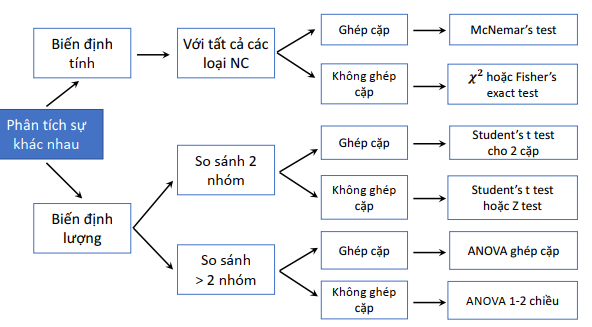 Ghép cặp
McNemar's test
Biến định
tính
Với tất cả các
loại NC
Không ghép
cặp
χ² hoặc Fisher's
exact test
Phân tích sự
khác nhau
Ghép cặp
Student's t test
cho 2 cặp
So sánh 2
nhóm
Không ghép
cặp
Student's t test
hoặc Z test
Biến định
lượng
Ghép cặp
ANOVA ghép cặp
So sánh
> 2 nhóm
Không ghép
cặp
ANOVA 1-2 chiều